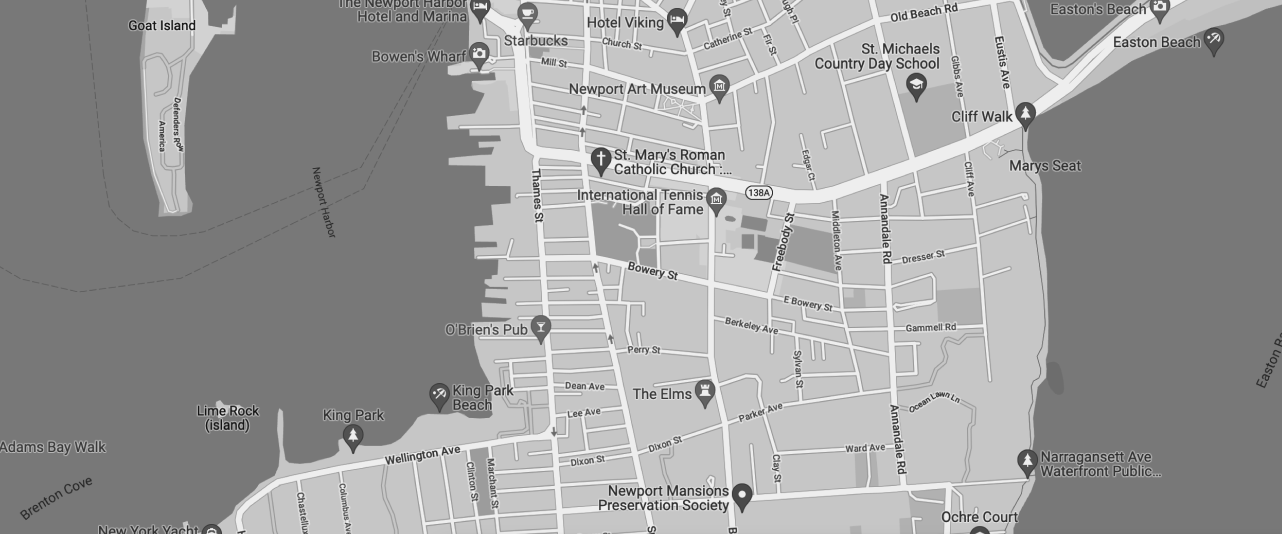 The Newport Harbor
Hotel and Marina
Goat Island
Starbucks
Hotel Viking
Church St
Catherine St
Old Beach Rd
Easton's Beach
Easton Beach
Bowen's Wharf
Mill St
Fir St
St. Michaels
Country Day School
Gibbs Ave
Eustis Ave
Newport Art Museum
Defenders Row
America
Cliff Walk
Newport Harbor
St. Mary's Roman
Catholic Church :...
Edgar Ct
Marys Seat
Cliff Ave
Thames St
International Tennis
Hall of Fame
138A
Freebody St
Middleton Ave
Annandale Rd
Dresser St
Bowery St
E Bowery St
O'Brien's Pub
Berkeley Ave
Gammell Rd
Perry St
Sylvan St
Easton B
King Park
Beach
Dean Ave
The Elms
Ocean Lawn Ln
Lime Rock
(island)
King Park
Lee Ave
Parker Ave
Annandale Rd
Adams Bay Walk
Wellington Ave
Dixon St
Dixon St
Ward Ave
Narragansett Ave
Waterfront Public...
Brenton Cove
Clinton St
Marchant St
Clay St
Columbus Ave
Newport Mansions
Preservation Society
Ochre Court
New York Yacht